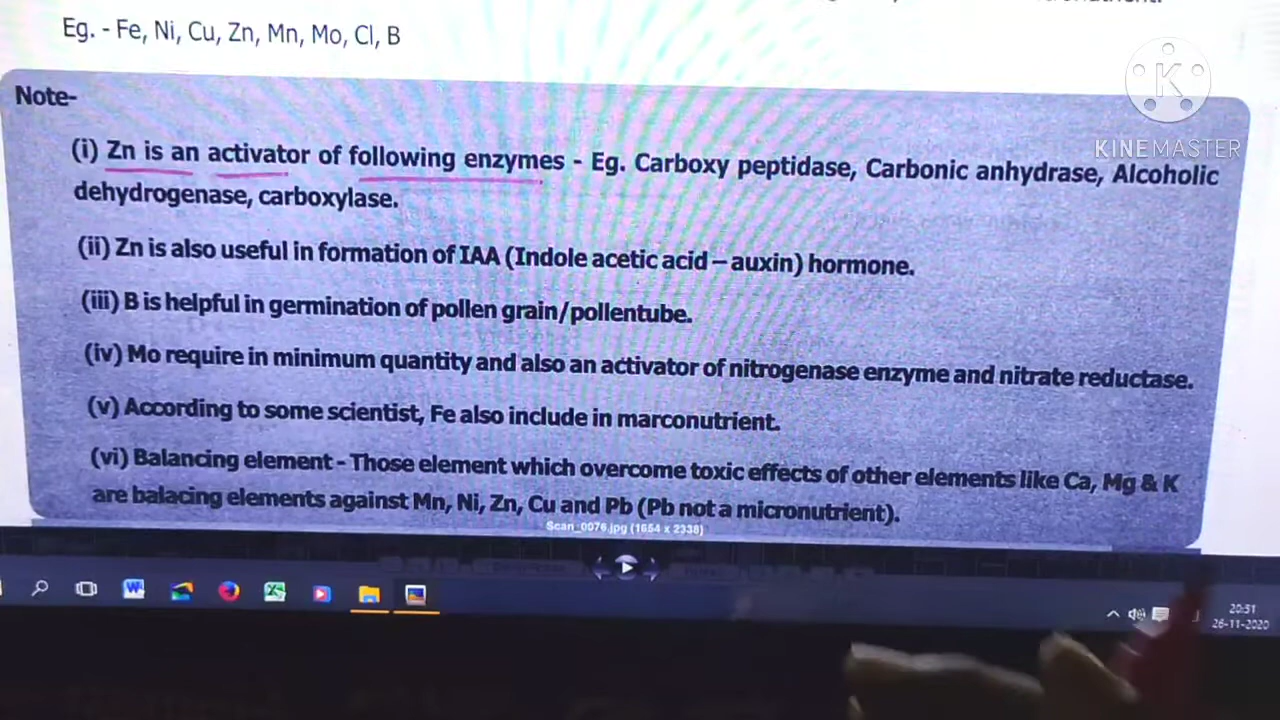 Eg. - Fe, Ni, Cu, Zn, Mn, Mo, Cl, B
K
KINEMASTER
Note-
(i) Zn is an activator of following enzymes - Eg. Carboxy peptidase, Carbonic anhydrase, Alcoholic
dehydrogenase, carboxylase.
(ii) Zn is also useful in formation of IAA (Indole acetic acid – auxin) hormone.
(iii) B is helpful in germination of pollen grain/pollentube.
(iv) Mo require in minimum quantity and also an activator of nitrogenase enzyme and nitrate reductase.
(v) According to some scientist, Fe also include in marconutrient.
(vi) Balancing element - Those element which overcome toxic effects of other elements like Ca, Mg & K
are balacing elements against Mn, Ni, Zn, Cu and Pb (Pb not a micronutrient).
Scan_0076.jpg (1654 x 2338)
W
20:51
26-11-2020